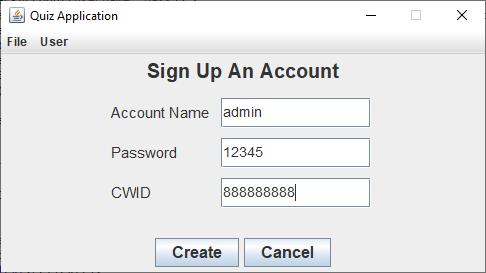 Quiz Application
File User
Sign Up An Account
Account Name admin
Password 12345
CWID 888888888
Create Cancel